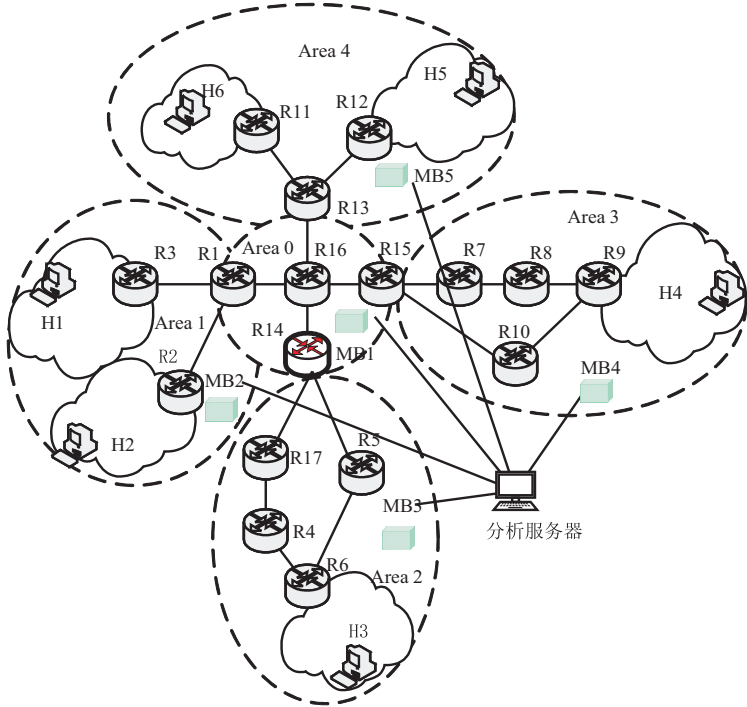 Area 4
H5
H6
R12
R11
MB5
R13
Area 3
Area 0
R3
R1
R16
R15
R7
R8
R9
H4
H1
Area 1
R14
R10
R2
MB1
MB4
MB2
H2
R17
R5
MB3
R4
分析服务器
R6
Area 2
H3